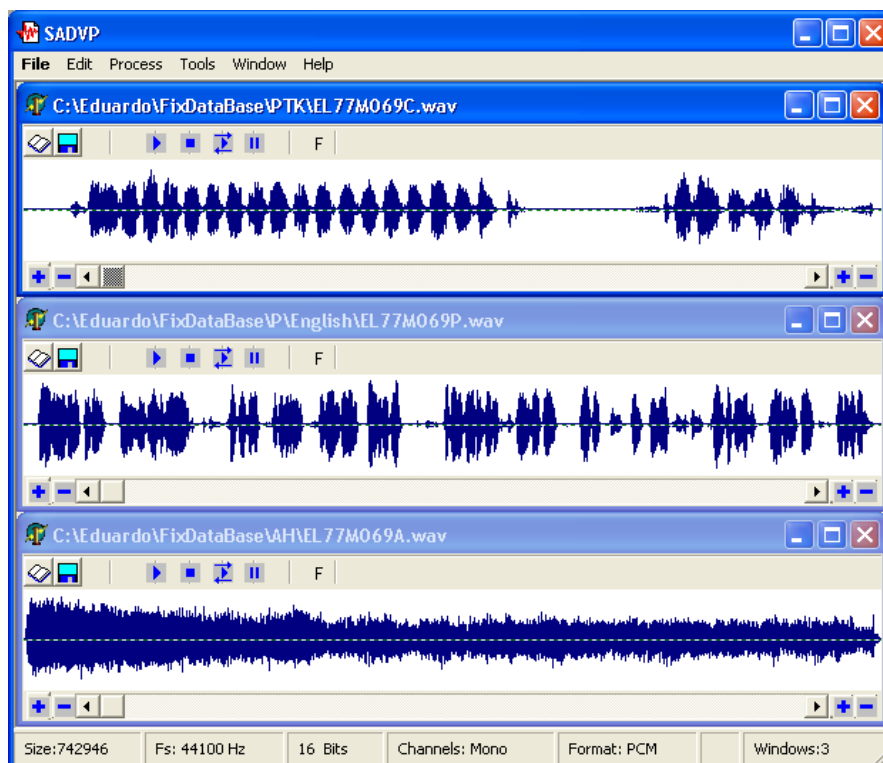 SADVP
File Edit Process Tools Window Help
C:\Eduardo\FixDataBase\PTK\EL77M069C.wav
F
C:\Eduardo\FixDataBase\P\English\EL77M069P.wav
F
C:\Eduardo\FixDataBase\AH\EL77M069A.wav
F
Size:742946 Fs: 44100 Hz 16 Bits Channels: Mono Format: PCM Windows:3